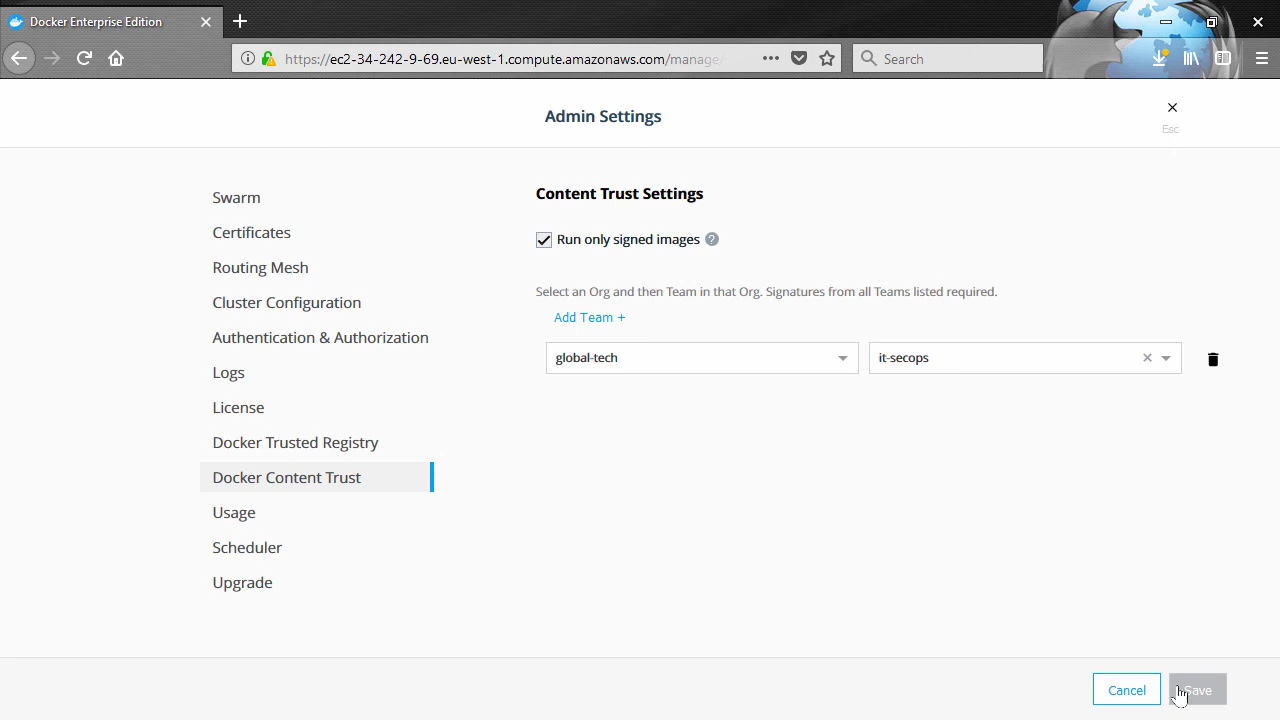 Docker Enterprise Edition
https://ec2-34-242-9-69.eu-west-1.compute.amazonaws.com/manage/
Search
Admin Settings
Esc
Swarm
Certificates
Routing Mesh
Cluster Configuration
Authentication & Authorization
Logs
License
Docker Trusted Registry
Docker Content Trust
Usage
Scheduler
Upgrade
Content Trust Settings
Run only signed images ?
Select an Org and then Team in that Org. Signatures from all Teams listed required.
Add Team +
global-tech
it-secops
Cancel
Save